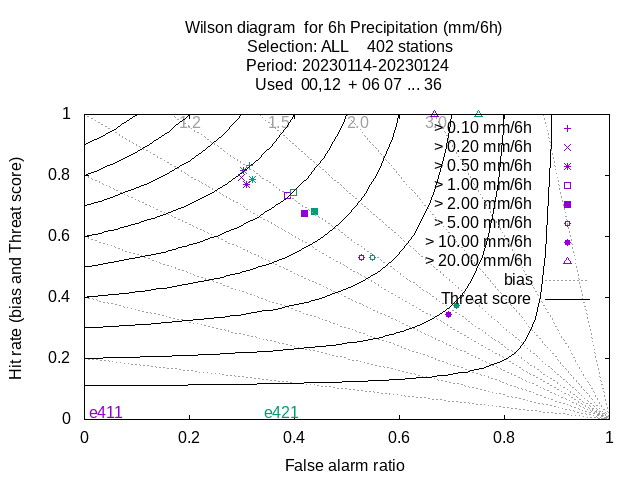 Wilson diagram  for 6h Precipitation (mm/6h)
Selection: ALL    402 stations
Period: 20230114-20230124
Used  00,12  + 06 07 ... 36
Hit rate (bias and Threat score)
1
0.8
0.6
0.4
0.2
0
1.2
1.5
2.0
3.0
> 0.10 mm/6h
> 0.20 mm/6h
> 0.50 mm/6h
> 1.00 mm/6h
> 2.00 mm/6h
> 5.00 mm/6h
> 10.00 mm/6h
> 20.00 mm/6h
bias
Threat score
e411
e421
0 0.2 0.4 0.6 0.8 1
False alarm ratio